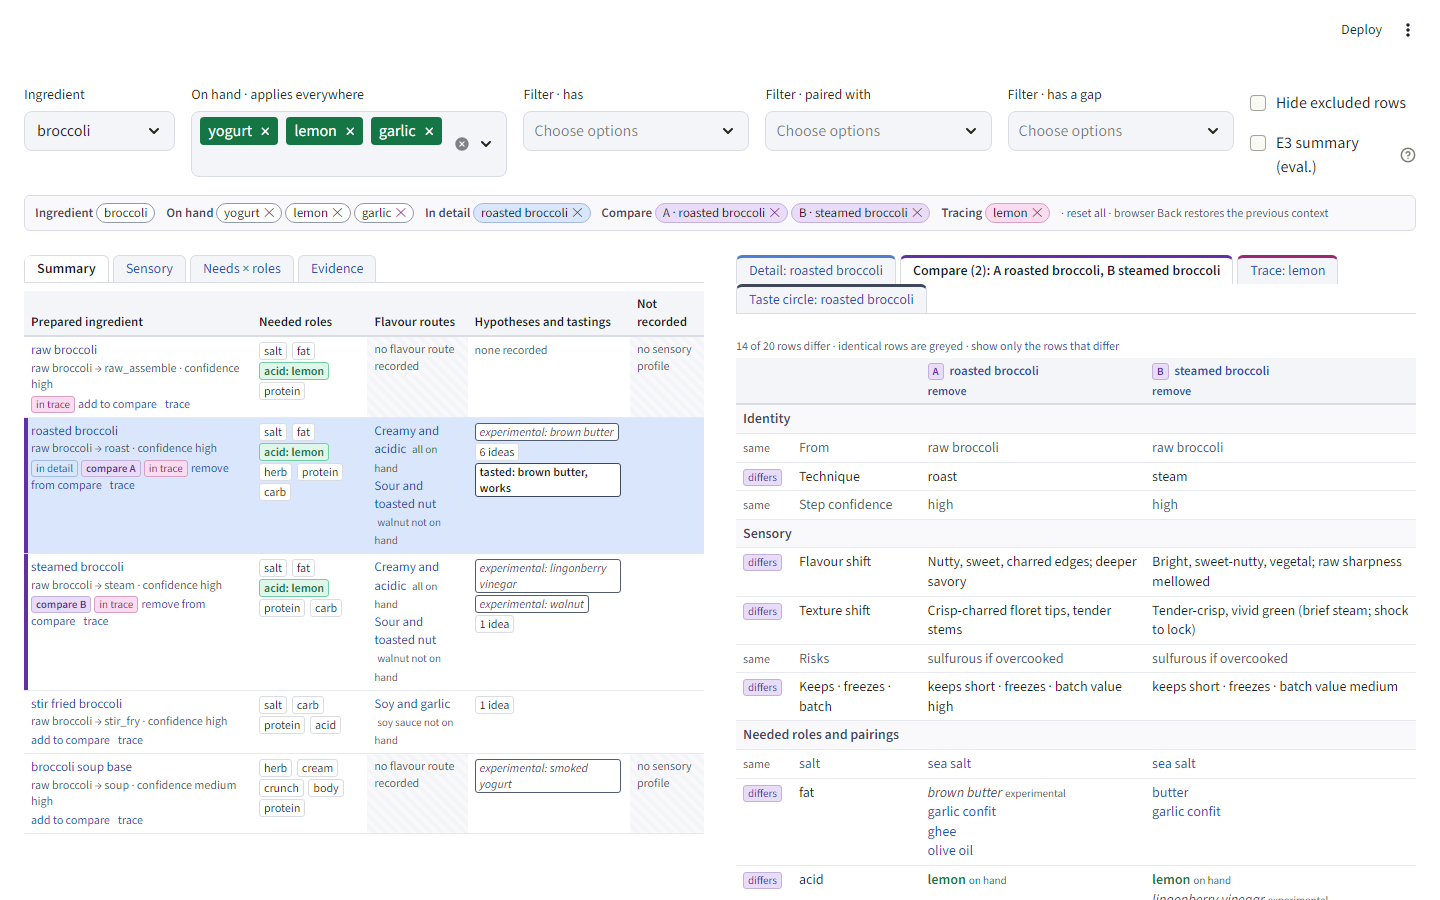 Deploy
Ingredient
broccoli
On hand · applies everywhere
yogurt × lemon × garlic ×
Filter · has
Choose options
Filter · paired with
Choose options
Filter · has a gap
Choose options
Hide excluded rows
E3 summary
(eval.)
Ingredient broccoli On hand yogurt × lemon × garlic × In detail roasted broccoli × Compare A · roasted broccoli × B · steamed broccoli × Tracing lemon × · reset all · browser Back restores the previous context
Summary Sensory Needs × roles Evidence
Prepared ingredient Needed roles Flavour routes Hypotheses and tastings Not
recorded
raw broccoli
raw broccoli → raw_assemble · confidence
high
in trace add to compare trace
salt fat
acid: lemon
protein
no flavour route
recorded
none recorded
no sensory
profile
roasted broccoli
raw broccoli → roast · confidence high
in detail compare A in trace remove
from compare trace
salt fat
acid: lemon
herb protein
carb
Creamy and
acidic all on
hand
Sour and
toasted nut
walnut not on
hand
experimental: brown butter
6 ideas
tasted: brown butter,
works
steamed broccoli
raw broccoli → steam · confidence high
compare B in trace remove from
compare trace
salt fat
acid: lemon
protein carb
Creamy and
acidic all on
hand
Sour and
toasted nut
walnut not on
hand
experimental: lingonberry
vinegar
experimental: walnut
1 idea
stir fried broccoli
raw broccoli → stir_fry · confidence high
add to compare trace
salt carb
protein acid
Soy and garlic
soy sauce not on
hand
1 idea
broccoli soup base
raw broccoli → soup · confidence medium
high
add to compare trace
herb cream
crunch body
protein
no flavour route
recorded
experimental: smoked
yogurt
no sensory
profile
Detail: roasted broccoli Compare (2): A roasted broccoli, B steamed broccoli Trace: lemon
Taste circle: roasted broccoli
14 of 20 rows differ · identical rows are greyed · show only the rows that differ
A roasted broccoli
remove
B steamed broccoli
remove
Identity
same From raw broccoli raw broccoli
differs Technique roast steam
same Step confidence high high
Sensory
differs Flavour shift
Nutty, sweet, charred edges; deeper
savory
Bright, sweet-nutty, vegetal; raw sharpness
mellowed
differs Texture shift
Crisp-charred floret tips, tender
stems
Tender-crisp, vivid green (brief steam; shock
to lock)
same Risks sulfurous if overcooked sulfurous if overcooked
differs Keeps · freezes ·
batch
keeps short · freezes · batch value
high
keeps short · freezes · batch value medium
Needed roles and pairings
same salt sea salt sea salt
differs fat
brown butter experimental
garlic confit
ghee
olive oil
butter
garlic confit
differs acid
lemon on hand
lemon on hand
lingonberry vinegar experimental